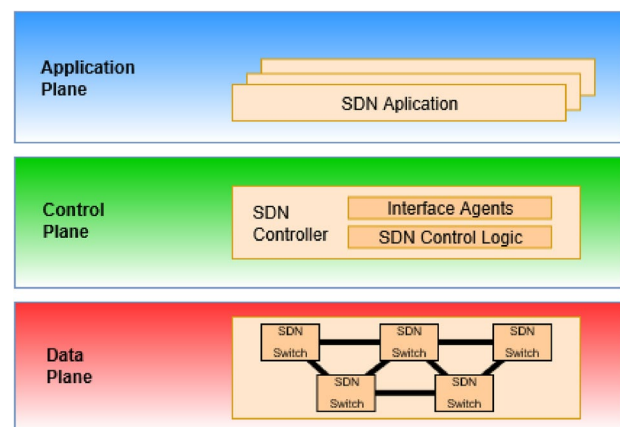 Application
Plane
SDN Aplication
Control
Plane
SDN
Controller
Interface Agents
SDN Control Logic
Data
Plane
SDN
Switch
SDN
Switch
SDN
Switch
SDN
Switch
SDN
Switch